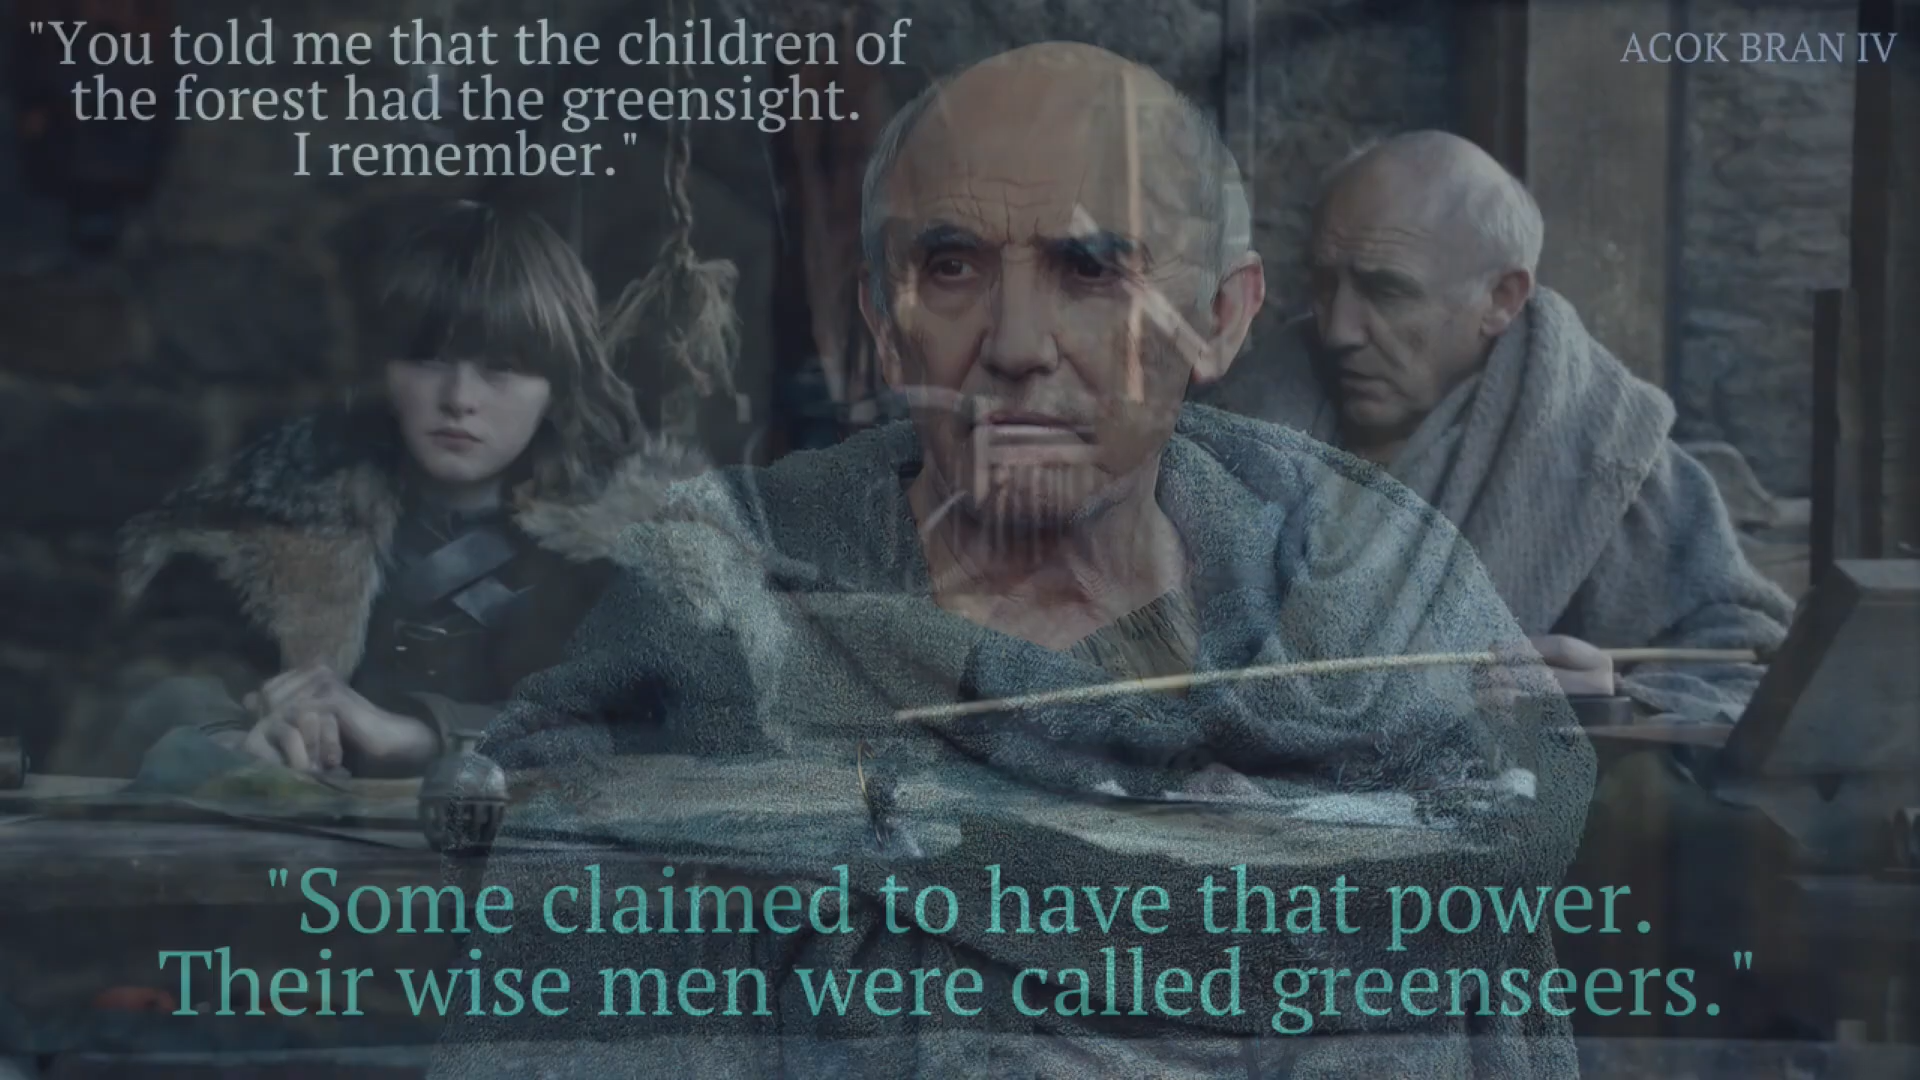 "You told me that the children of
the forest had the greensight.
I remember."
ACOK BRAN IV
"Some claimed to have that power.
Their wise men were called greenseers."